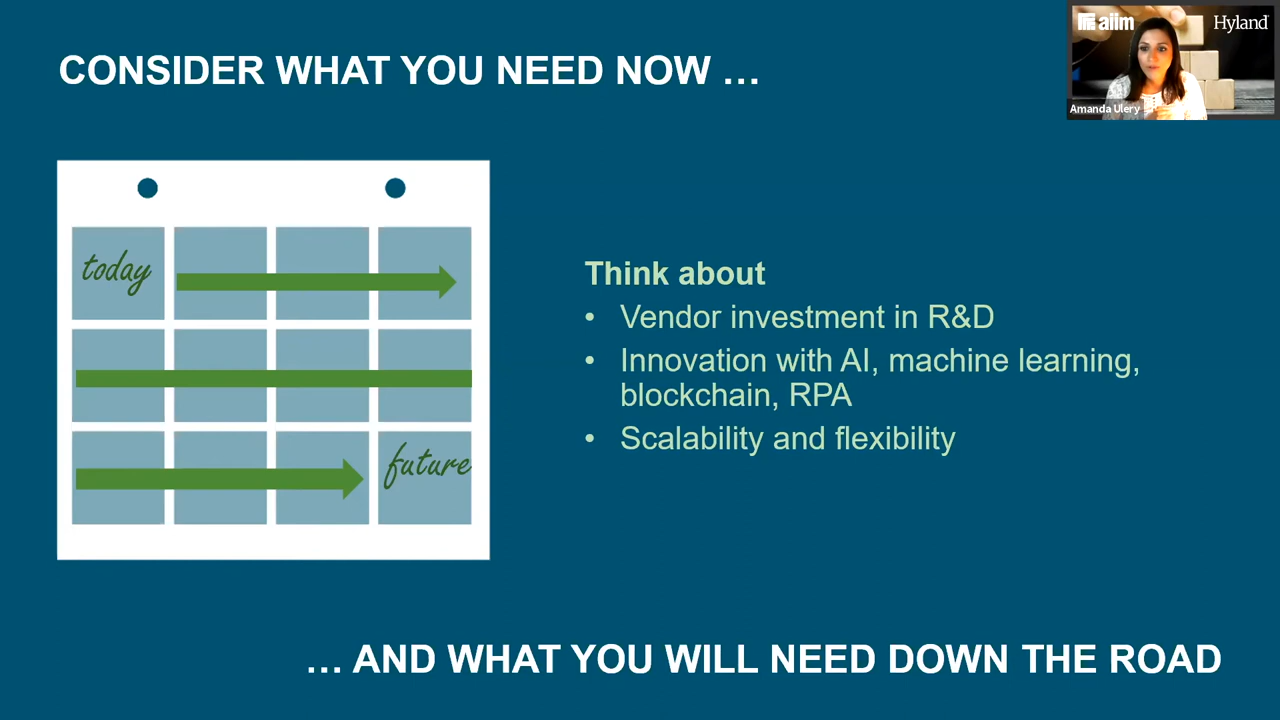 CONSIDER WHAT YOU NEED NOW …
aiim
Hyland
Amanda Ulery
today
future
Think about
• Vendor investment in R&D
• Innovation with AI, machine learning,
blockchain, RPA
• Scalability and flexibility
… AND WHAT YOU WILL NEED DOWN THE ROAD